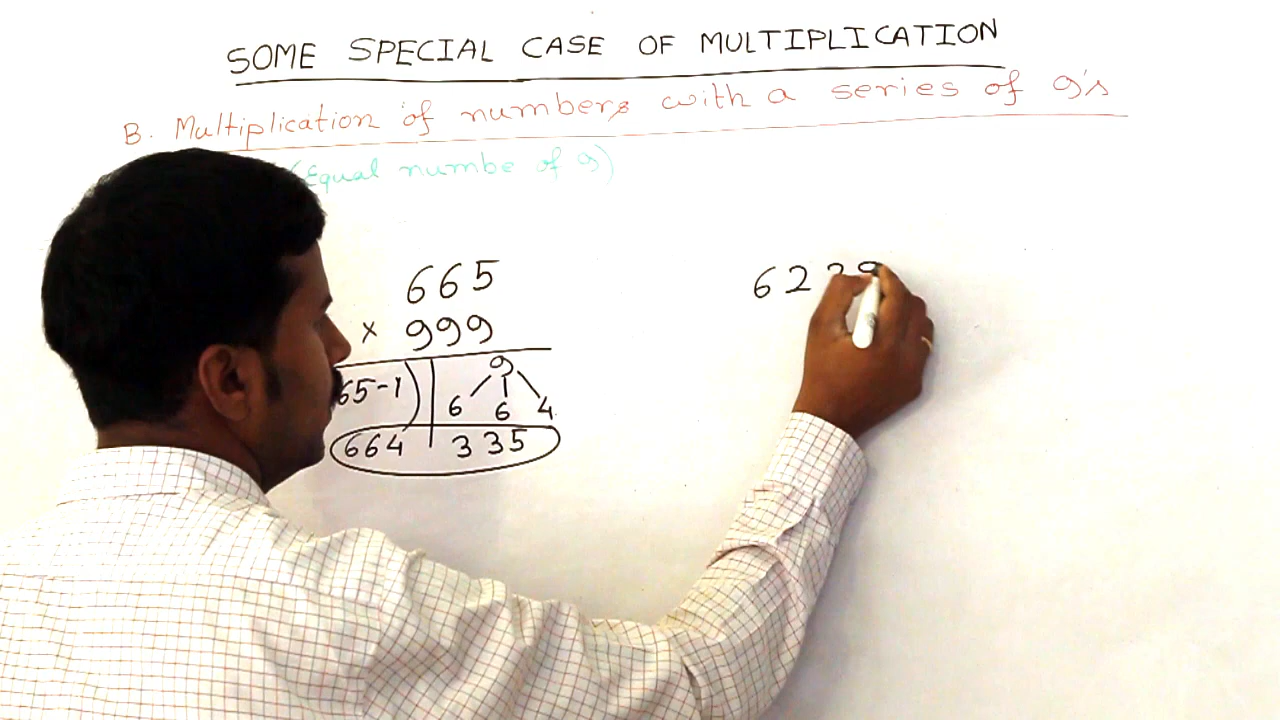 SOME SPECIAL CASE OF MULTIPLICATION
B. Multiplication of numbers with a series of 9's
(Equal numbe of 9)
665
× 999
65-1) | 9
6 6 4
664 | 335
62